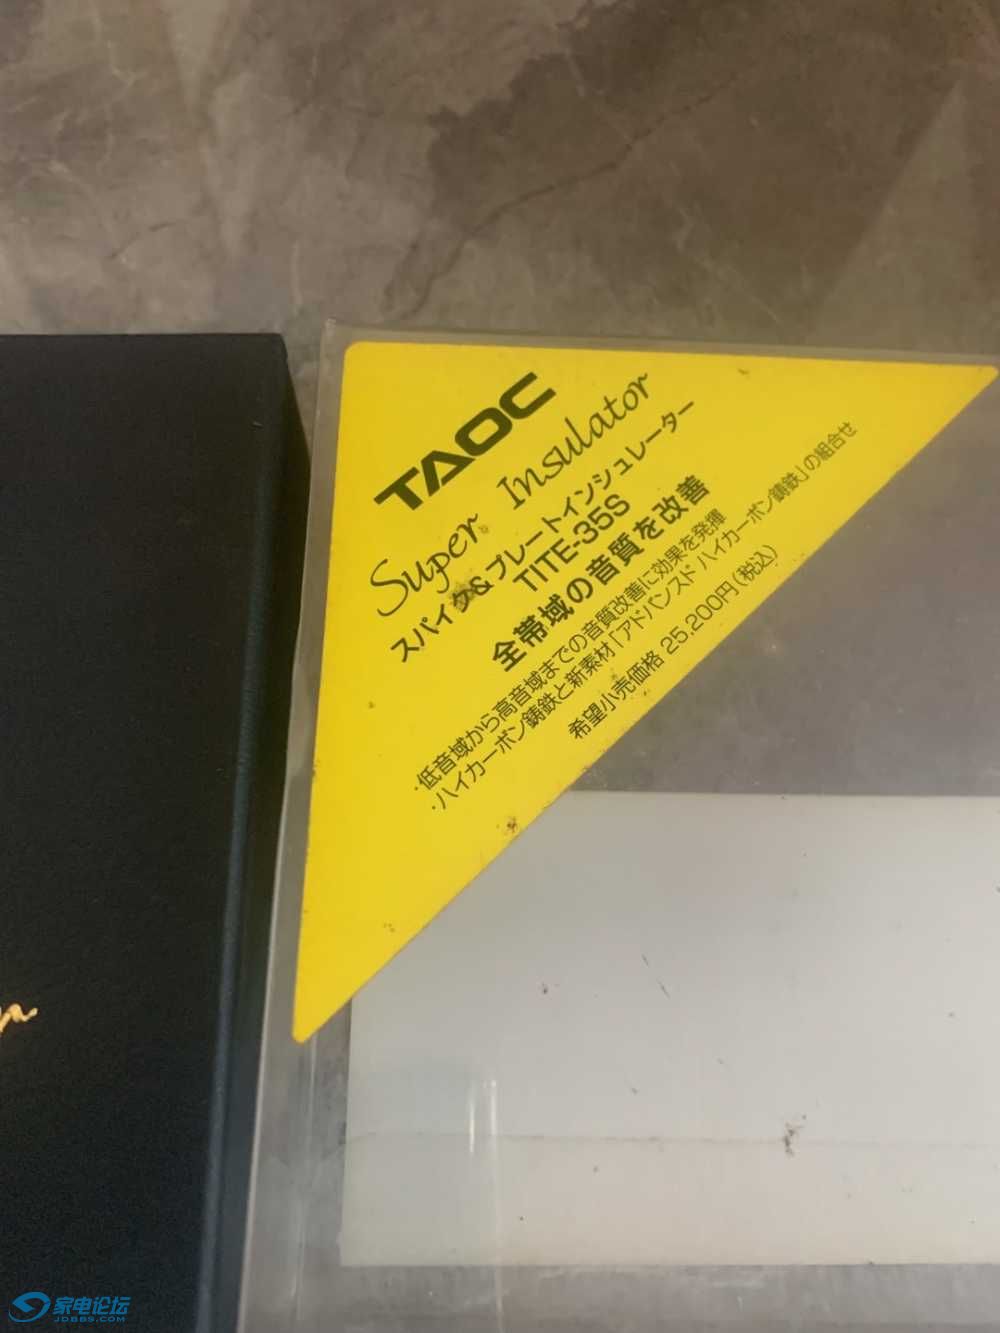 TAOC
Super Insulator
スパイク&プレートインシュレーター
TITE-35S
全帯域の音質を改善
・低音域から高音域までの音質改善に効果を発揮
・ハイカーボン鋳鉄と新素材「アドバンスド ハイカーボン鋳鉄」の組合せ
希望小売価格 25,200円(税込)
家电论坛
JDBBS.COM